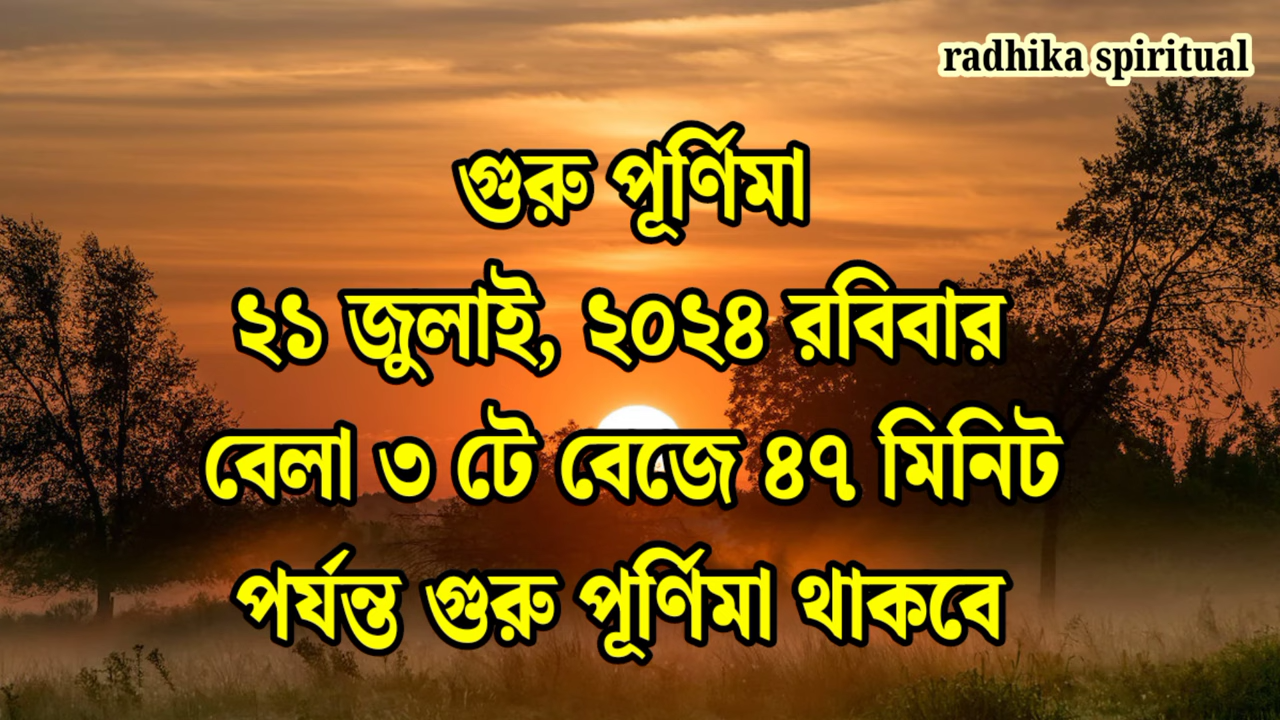 radhika spiritual
গুরু পূর্ণিমা
২১ জুলাই, ২০২৪ রবিবার
বেলা ৩ টে বেজে ৪৭ মিনিট
পর্যন্ত গুরু পূর্ণিমা থাকবে